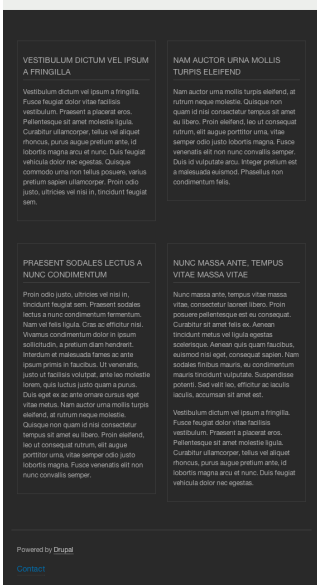 VESTIBULUM DICTUM VEL IPSUM
A FRINGILLA
Vestibulum dictum vel ipsum a fringilla.
Fusce feugiat dolor vitae facilisis
vestibulum. Praesent a placerat eros.
Pellentesque sit amet molestie ligula.
Curabitur ullamcorper, tellus vel aliquet
rhoncus, purus augue pretium ante, id
lobortis magna arcu et nunc. Duis feugiat
vehicula dolor nec egestas. Quisque
commodo urna non tellus posuere, varius
pretium sapien ullamcorper. Proin odio
justo, ultricies vel nisi in, tincidunt feugiat
sem.
NAM AUCTOR URNA MOLLIS
TURPIS ELEIFEND
Nam auctor urna mollis turpis eleifend, at
rutrum neque molestie. Quisque non
quam id nisi consectetur tempus sit amet
eu libero. Proin eleifend, leo ut consequat
rutrum, elit augue porttitor urna, vitae
semper odio justo lobortis magna. Fusce
venenatis elit non nunc convallis semper.
Duis id vulputate arcu. Integer pretium est
a malesuada euismod. Phasellus non
condimentum felis.
PRAESENT SODALES LECTUS A
NUNC CONDIMENTUM
Proin odio justo, ultricies vel nisi in,
tincidunt feugiat sem. Praesent sodales
lectus a nunc condimentum fermentum.
Nam vel felis ligula. Cras ac efficitur nisi.
Vivamus condimentum dolor in ipsum
sollicitudin, a pretium diam hendrerit.
Interdum et malesuada fames ac ante
ipsum primis in faucibus. Ut venenatis,
justo ut facilisis volutpat, ante leo molestie
lorem, quis luctus justo quam a purus.
Duis eget ex ac ante ornare cursus eget
vitae metus. Nam auctor urna mollis turpis
eleifend, at rutrum neque molestie.
Quisque non quam id nisi consectetur
tempus sit amet eu libero. Proin eleifend,
leo ut consequat rutrum, elit augue
porttitor urna, vitae semper odio justo
lobortis magna. Fusce venenatis elit non
nunc convallis semper.
NUNC MASSA ANTE, TEMPUS
VITAE MASSA VITAE
Nunc massa ante, tempus vitae massa
vitae, consectetur laoreet libero. Proin
posuere pellentesque est eu consequat.
Curabitur sit amet felis ex. Aenean
tincidunt metus vel ligula egestas
scelerisque. Aenean quis quam faucibus,
euismod nisi eget, consequat sapien. Nam
sodales finibus mauris, eu condimentum
mauris tincidunt vulputate. Suspendisse
potenti. Sed velit leo, efficitur ac iaculis
iaculis, accumsan sit amet est.
Vestibulum dictum vel ipsum a fringilla.
Fusce feugiat dolor vitae facilisis
vestibulum. Praesent a placerat eros.
Pellentesque sit amet molestie ligula.
Curabitur ullamcorper, tellus vel aliquet
rhoncus, purus augue pretium ante, id
lobortis magna arcu et nunc. Duis feugiat
vehicula dolor nec egestas.
Powered by Drupal
Contact